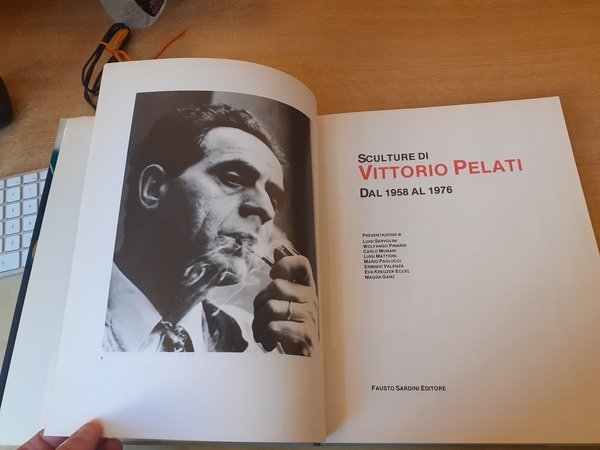 SCULTURE DI
VITTORIO PELATI
DAL 1958 AL 1976
PRESENTAZIONE DI
LUIGI SERVOLINI
WOLFANGO PINARDI
CARLO MUNARI
LUIGI MATTIONI
MARIO PAOLUCCI
ERMINIO VALENZA
EVA KREUZER ECCEL
MAGDA GANZ
FAUSTO SARDINI EDITORE